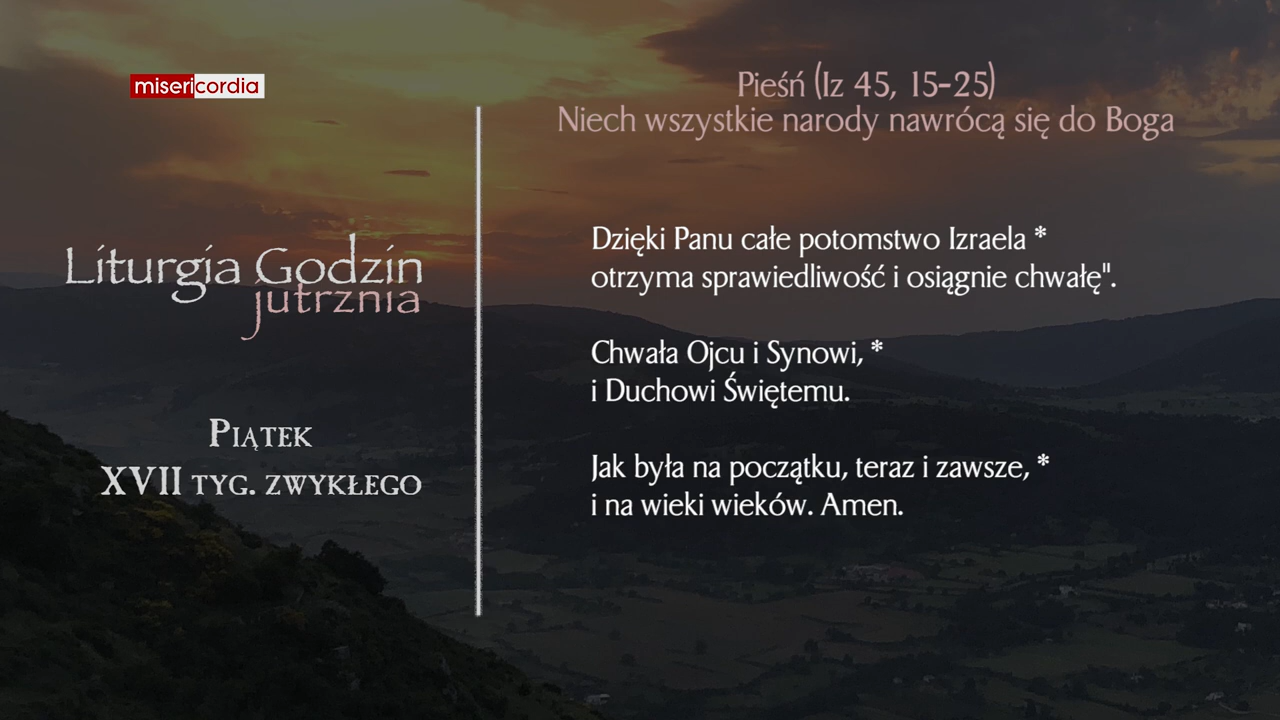 misericordia
Liturgia Godzin
jutrznia
Piątek
XVII tyg. zwykłego
Pieśń (Iz 45, 15-25)
Niech wszystkie narody nawrócą się do Boga
Dzięki Panu całe potomstwo Izraela *
otrzyma sprawiedliwość i osiągnie chwałę".
Chwała Ojcu i Synowi, *
i Duchowi Świętemu.
Jak była na początku, teraz i zawsze, *
i na wieki wieków. Amen.